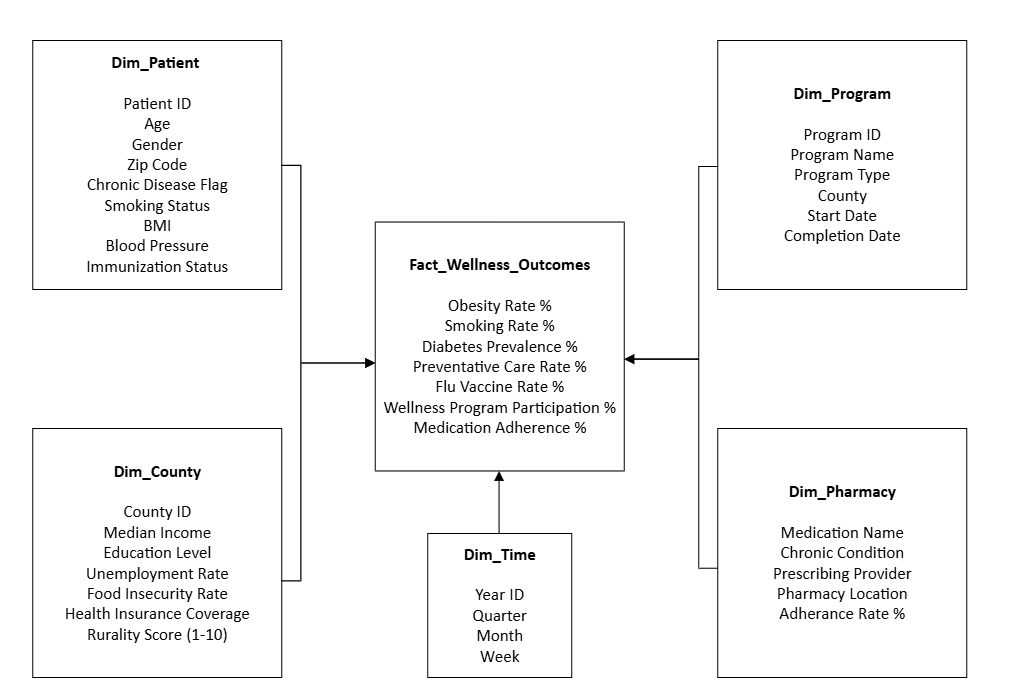 Dim_Patient
Patient ID
Age
Gender
Zip Code
Chronic Disease Flag
Smoking Status
BMI
Blood Pressure
Immunization Status
Dim_Program
Program ID
Program Name
Program Type
County
Start Date
Completion Date
Fact_Wellness_Outcomes
Obesity Rate %
Smoking Rate %
Diabetes Prevalence %
Preventative Care Rate %
Flu Vaccine Rate %
Wellness Program Participation %
Medication Adherence %
Dim_County
County ID
Median Income
Education Level
Unemployment Rate
Food Insecurity Rate
Health Insurance Coverage
Rurality Score (1-10)
Dim_Time
Year ID
Quarter
Month
Week
Dim_Pharmacy
Medication Name
Chronic Condition
Prescribing Provider
Pharmacy Location
Adherance Rate %